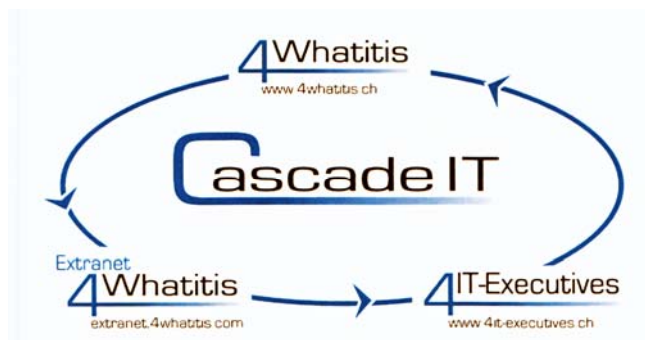 4Whatitis
www.4whatitis.ch
Cascade IT
Extranet
4Whatitis
extranet.4whatitis.com
4IT-Executives
www.4it-executives.ch